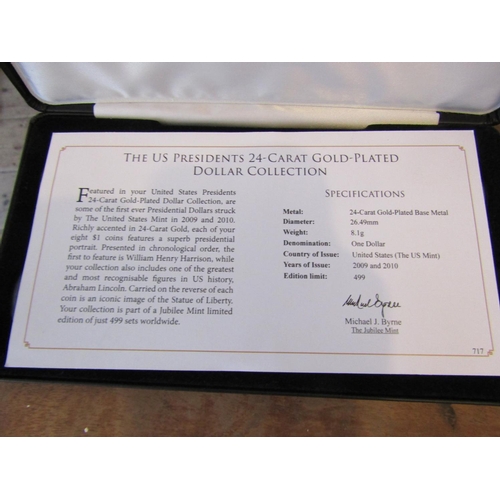 THE US PRESIDENTS 24-CARAT GOLD-PLATED
DOLLAR COLLECTION
Featured in your United States Presidents
24-Carat Gold-Plated Dollar Collection, are
some of the first ever Presidential Dollars struck
by The United States Mint in 2009 and 2010.
Richly accented in 24-Carat Gold, each of your
eight $1 coins features a superb presidential
portrait. Presented in chronological order, the
first to feature is William Henry Harrison, while
your collection also includes one of the greatest
and most recognisable figures in US history,
Abraham Lincoln. Carried on the reverse of each
coin is an iconic image of the Statue of Liberty.
Your collection is part of a Jubilee Mint limited
edition of just 499 sets worldwide.
SPECIFICATIONS
Metal: 24-Carat Gold-Plated Base Metal
Diameter: 26.49mm
Weight: 8.1g
Denomination: One Dollar
Country of Issue: United States (The US Mint)
Years of Issue: 2009 and 2010
Edition limit: 499
Michael Byrne
Michael J. Byrne
The Jubilee Mint
717